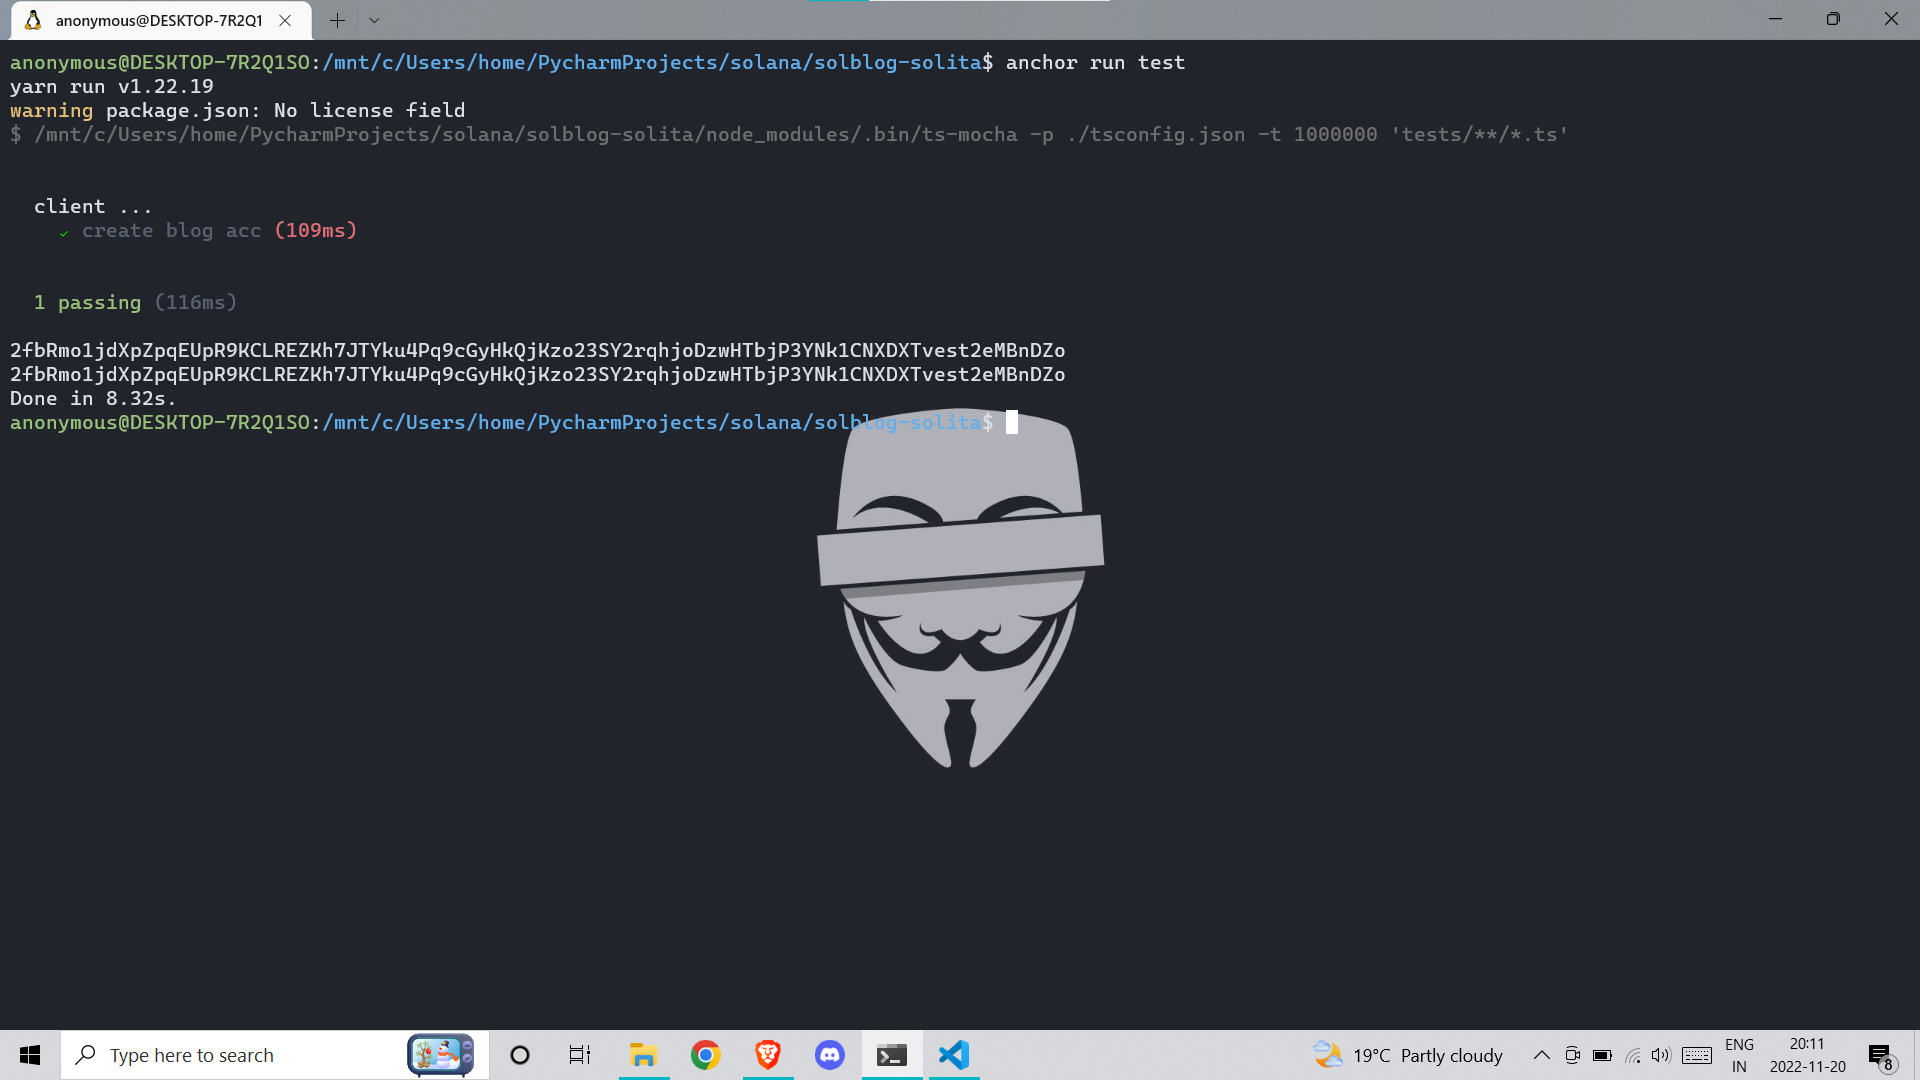 anonymous@DESKTOP-7R2Q1
anonymous@DESKTOP-7R2Q1SO:/mnt/c/Users/home/PycharmProjects/solana/solblog-solita$ anchor run test
yarn run v1.22.19
warning package.json: No license field
$ /mnt/c/Users/home/PycharmProjects/solana/solblog-solita/node_modules/.bin/ts-mocha -p ./tsconfig.json -t 1000000 'tests/**/*.ts'
client ...
✓ create blog acc (109ms)
1 passing (116ms)
2fbRmo1jdXpZpqEUpR9KCLREZKh7JTYku4Pq9cGyHkQjKzo23SY2rqhjoDzwHTbjP3YNk1CNXDXTvest2eMBnDZo
2fbRmo1jdXpZpqEUpR9KCLREZKh7JTYku4Pq9cGyHkQjKzo23SY2rqhjoDzwHTbjP3YNk1CNXDXTvest2eMBnDZo
Done in 8.32s.
anonymous@DESKTOP-7R2Q1SO:/mnt/c/Users/home/PycharmProjects/solana/solblog-solita$
Type here to search
19°C Partly cloudy
ENG
IN
20:11
2022-11-20
8